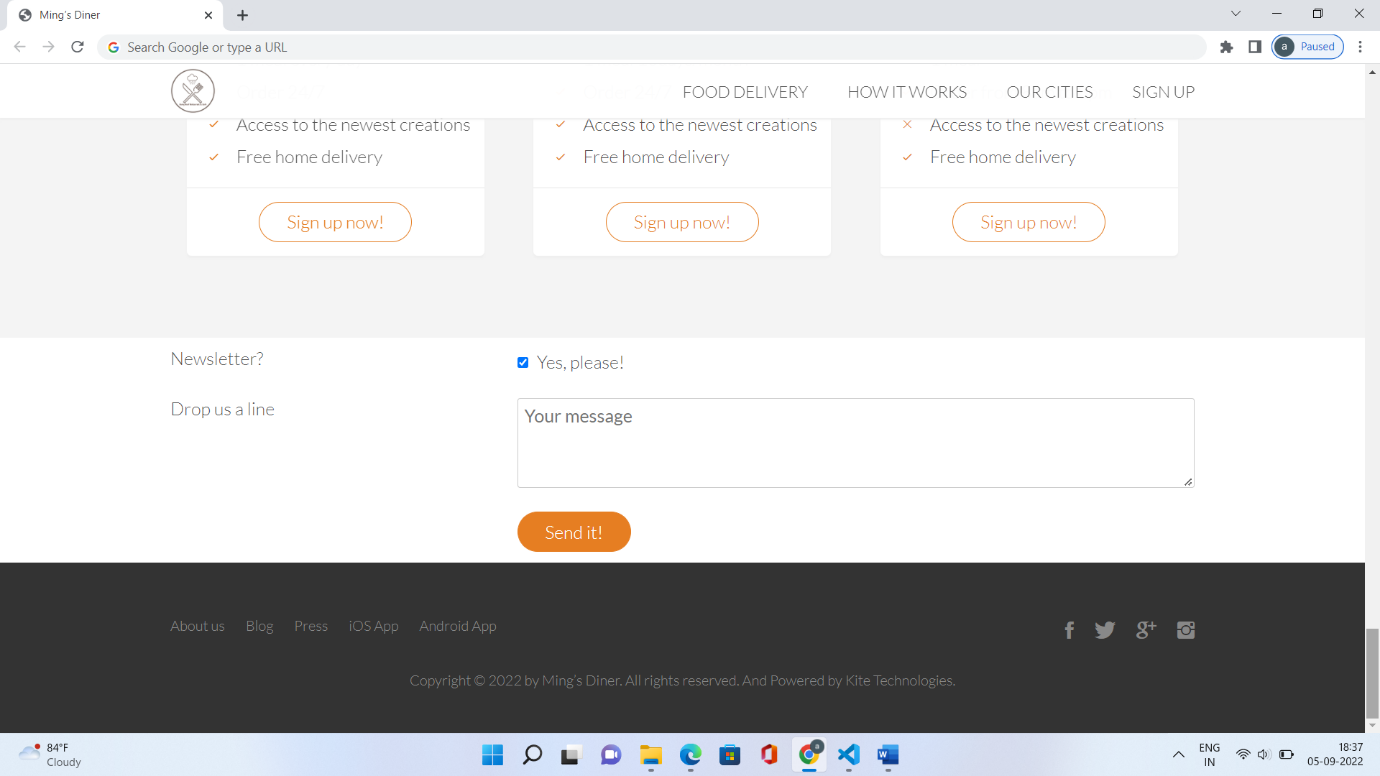 Ming's Diner
Search Google or type a URL
a Paused
FOOD DELIVERY HOW IT WORKS OUR CITIES SIGN UP
Access to the newest creations Access to the newest creations Access to the newest creations
Free home delivery Free home delivery Free home delivery
Sign up now! Sign up now! Sign up now!
Newsletter? Yes, please!
Drop us a line Your message
Send it!
About us Blog Press iOS App Android App
Copyright © 2022 by Ming's Diner. All rights reserved. And Powered by Kite Technologies.
84°F
Cloudy
ENG
IN
18:37
05-09-2022